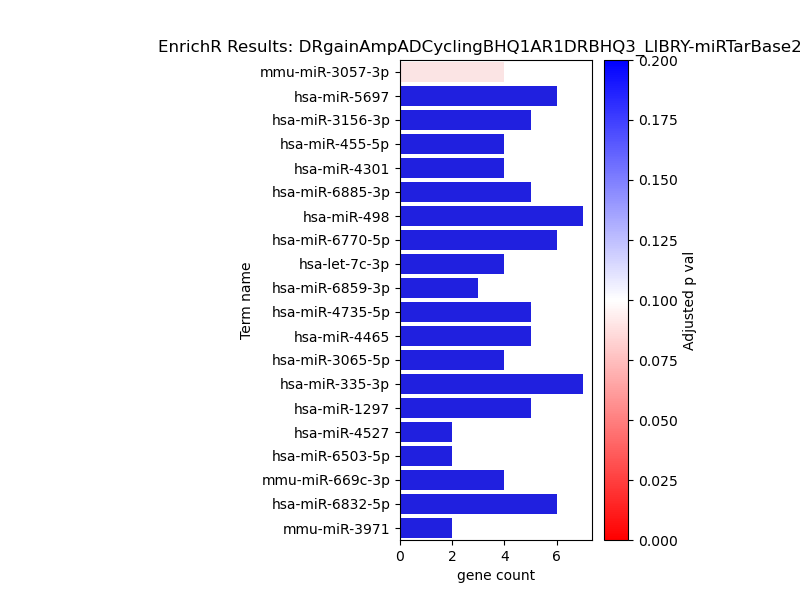 EnrichR Results: DRgainAmpADCyclingBHQ1AR1DRBHQ3_LIBRY-miRTarBase2
mmu-miR-3057-3p
hsa-miR-5697
hsa-miR-3156-3p
hsa-miR-455-5p
hsa-miR-4301
hsa-miR-6885-3p
hsa-miR-498
hsa-miR-6770-5p
hsa-let-7c-3p
hsa-miR-6859-3p
hsa-miR-4735-5p
hsa-miR-4465
hsa-miR-3065-5p
hsa-miR-335-3p
hsa-miR-1297
hsa-miR-4527
hsa-miR-6503-5p
mmu-miR-669c-3p
hsa-miR-6832-5p
mmu-miR-3971
Term name
0 2 4 6
gene count
0.200
0.175
0.150
0.125
0.100
0.075
0.050
0.025
0.000
Adjusted p val